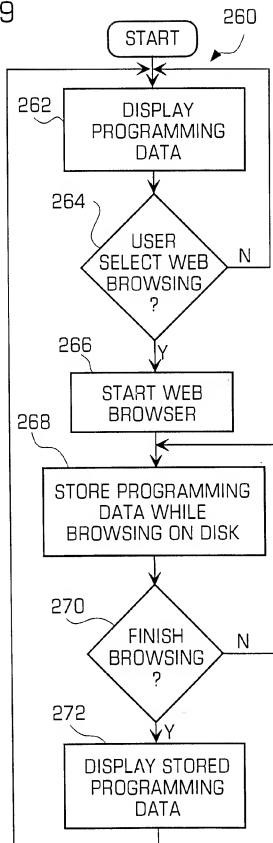 9
START
260
262
DISPLAY
PROGRAMMING
DATA
264
USER
SELECT WEB
BROWSING
?
N
Y
266
START WEB
BROWSER
268
STORE PROGRAMMING
DATA WHILE
BROWSING ON DISK
270
FINISH
BROWSING
?
N
Y
272
DISPLAY STORED
PROGRAMMING
DATA